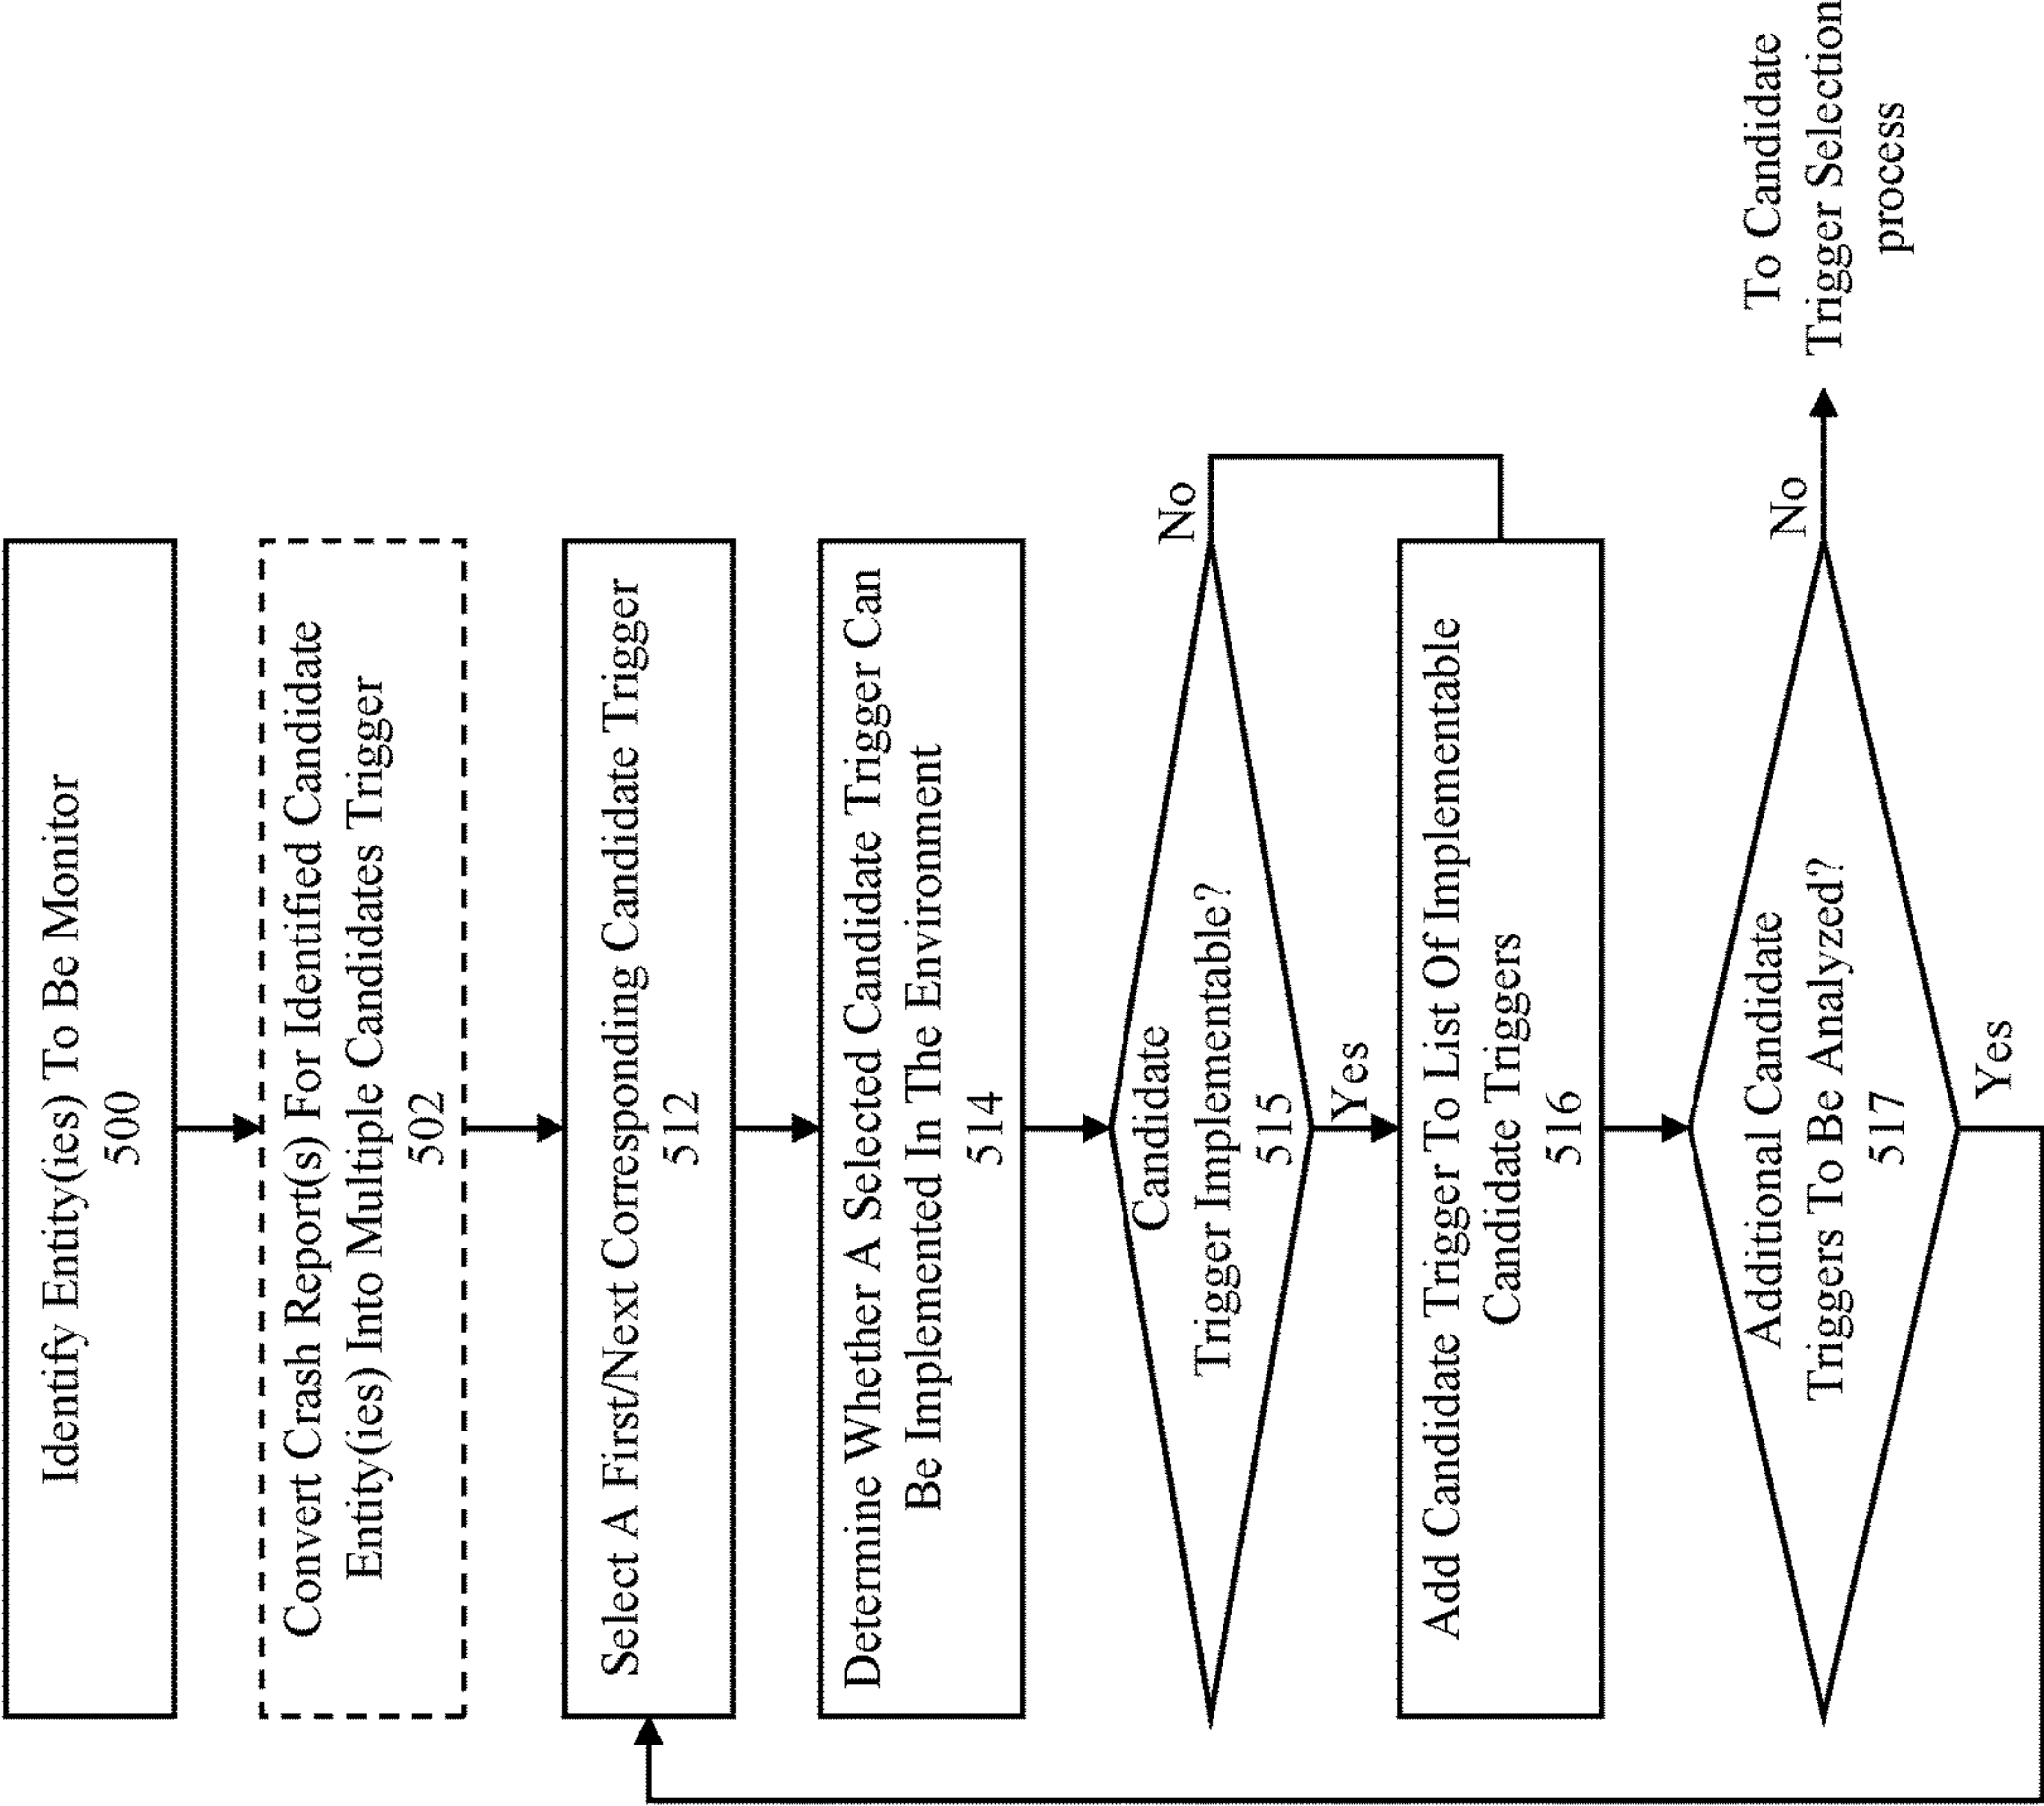 Identify Entity(ies) To Be Monitor
500
Convert Crash Report(s) For Identified Candidate
Entity(ies) Into Multiple Candidates Trigger
502
Select A First/Next Corresponding Candidate Trigger
512
Determine Whether A Selected Candidate Trigger Can
Be Implemented In The Environment
514
Candidate
Trigger Implementable?
515
No
Yes
Add Candidate Trigger To List Of Implementable
Candidate Triggers
516
Additional Candidate
Triggers To Be Analyzed?
517
No
To Candidate
Trigger Selection
process
Yes